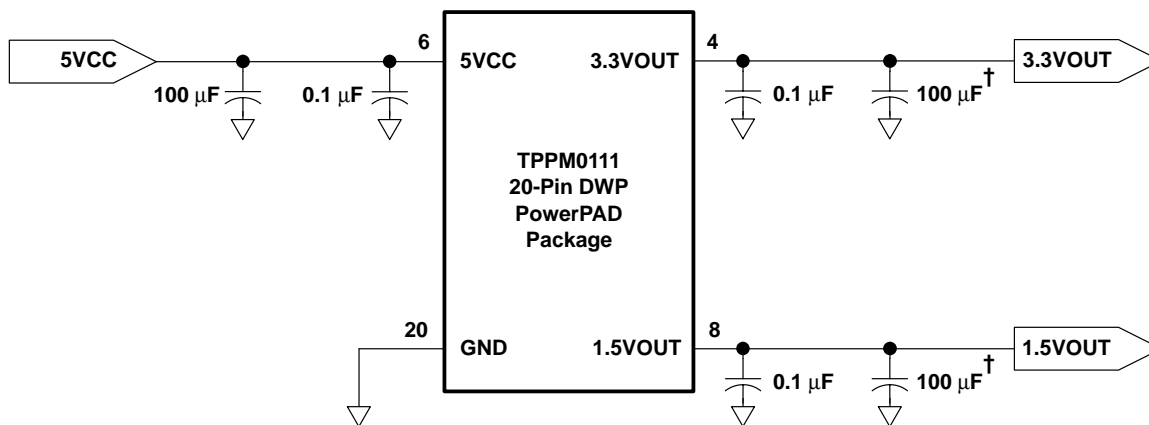 5VCC
6
5VCC
3.3VOUT
4
3.3VOUT
100 μF
0.1 μF
0.1 μF
100 μF†
TPPM0111
20-Pin DWP
PowerPAD
Package
20
GND
1.5VOUT
8
1.5VOUT
0.1 μF
100 μF†